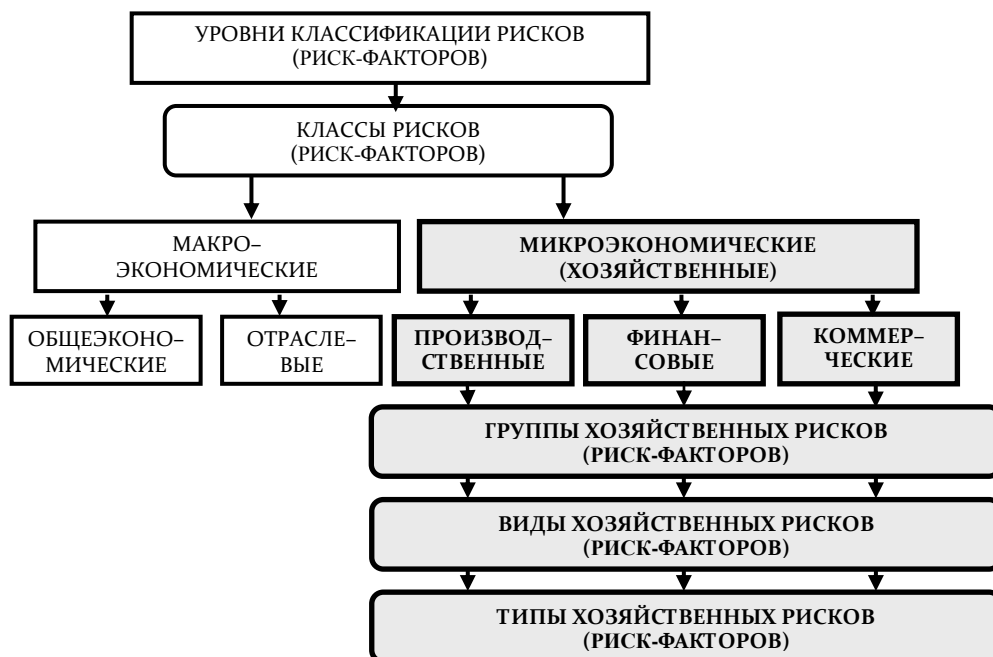 УРОВНИ КЛАССИФИКАЦИИ РИСКОВ
(РИСК-ФАКТОРОВ)
КЛАССЫ РИСКОВ
(РИСК-ФАКТОРОВ)
МАКРО–
ЭКОНОМИЧЕСКИЕ
МИКРОЭКОНОМИЧЕСКИЕ
(ХОЗЯЙСТВЕННЫЕ)
ОБЩЕЭКОНО–
МИЧЕСКИЕ
ОТРАСЛЕ–
ВЫЕ
ПРОИЗВОД–
СТВЕННЫЕ
ФИНАН–
СОВЫЕ
КОММЕР–
ЧЕСКИЕ
ГРУППЫ ХОЗЯЙСТВЕННЫХ РИСКОВ
(РИСК-ФАКТОРОВ)
ВИДЫ ХОЗЯЙСТВЕННЫХ РИСКОВ
(РИСК-ФАКТОРОВ)
ТИПЫ ХОЗЯЙСТВЕННЫХ РИСКОВ
(РИСК-ФАКТОРОВ)